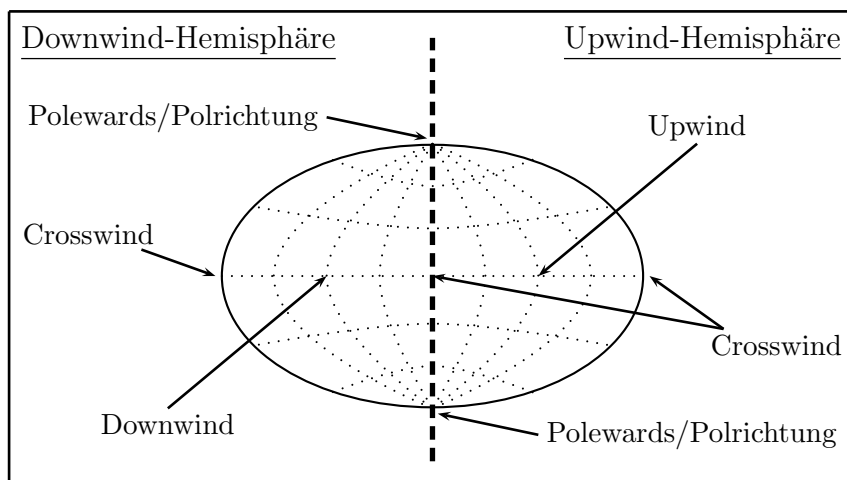 Downwind-Hemisphäre
Upwind-Hemisphäre
Polewards/Polrichtung
Upwind
Crosswind
Crosswind
Downwind
Polewards/Polrichtung